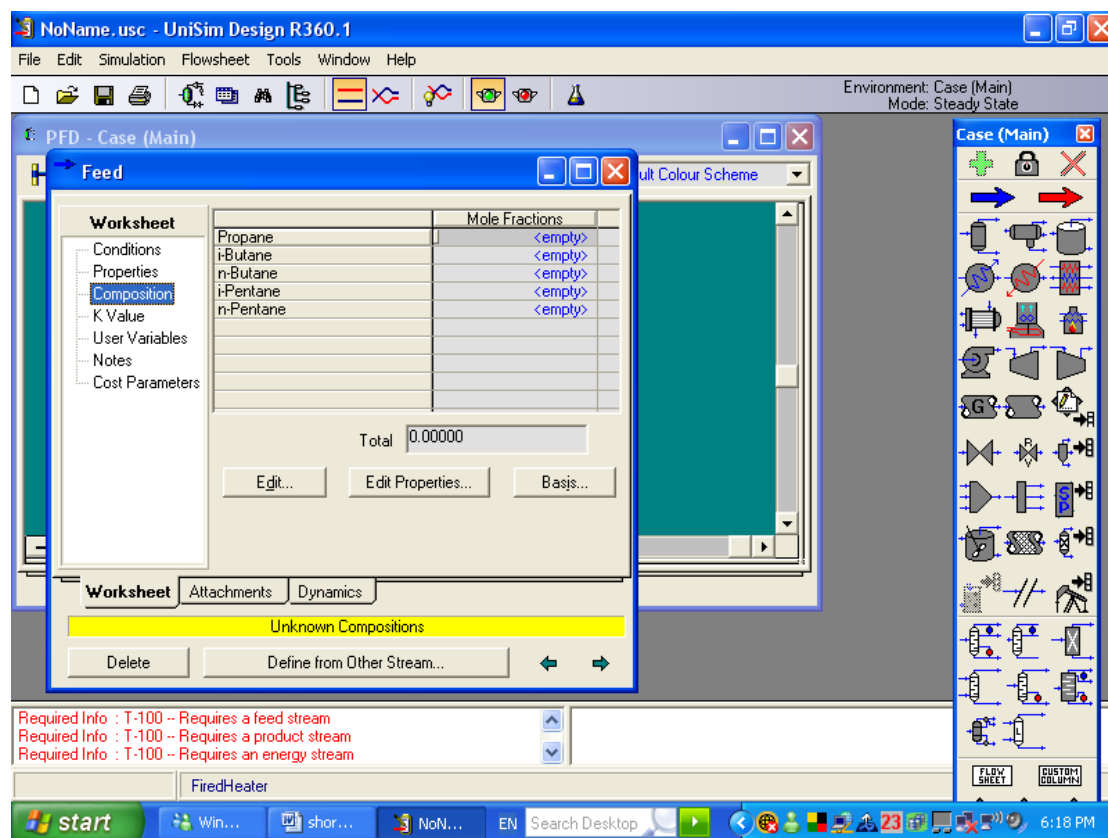 NoName.usc - UniSim Design R360.1
File Edit Simulation Flowsheet Tools Window Help
Environment: Case (Main)
Mode: Steady State
PFD - Case (Main)
Case (Main)
Feed
ult Colour Scheme
Worksheet
Mole Fractions
Conditions
Properties
Composition
K Value
User Variables
Notes
Cost Parameters
Propane <empty>
i-Butane <empty>
n-Butane <empty>
i-Pentane <empty>
n-Pentane <empty>
Total 0.00000
Edit... Edit Properties... Basis...
Worksheet Attachments Dynamics
Unknown Compositions
Delete Define from Other Stream...
Required Info : T-100 -- Requires a feed stream
Required Info : T-100 -- Requires a product stream
Required Info : T-100 -- Requires an energy stream
FiredHeater
G
R
V
S
P
L
FLOW
SHEET
CUSTOM
COLUMN
start Win... shor... NoN... EN Search Desktop 23 6:18 PM